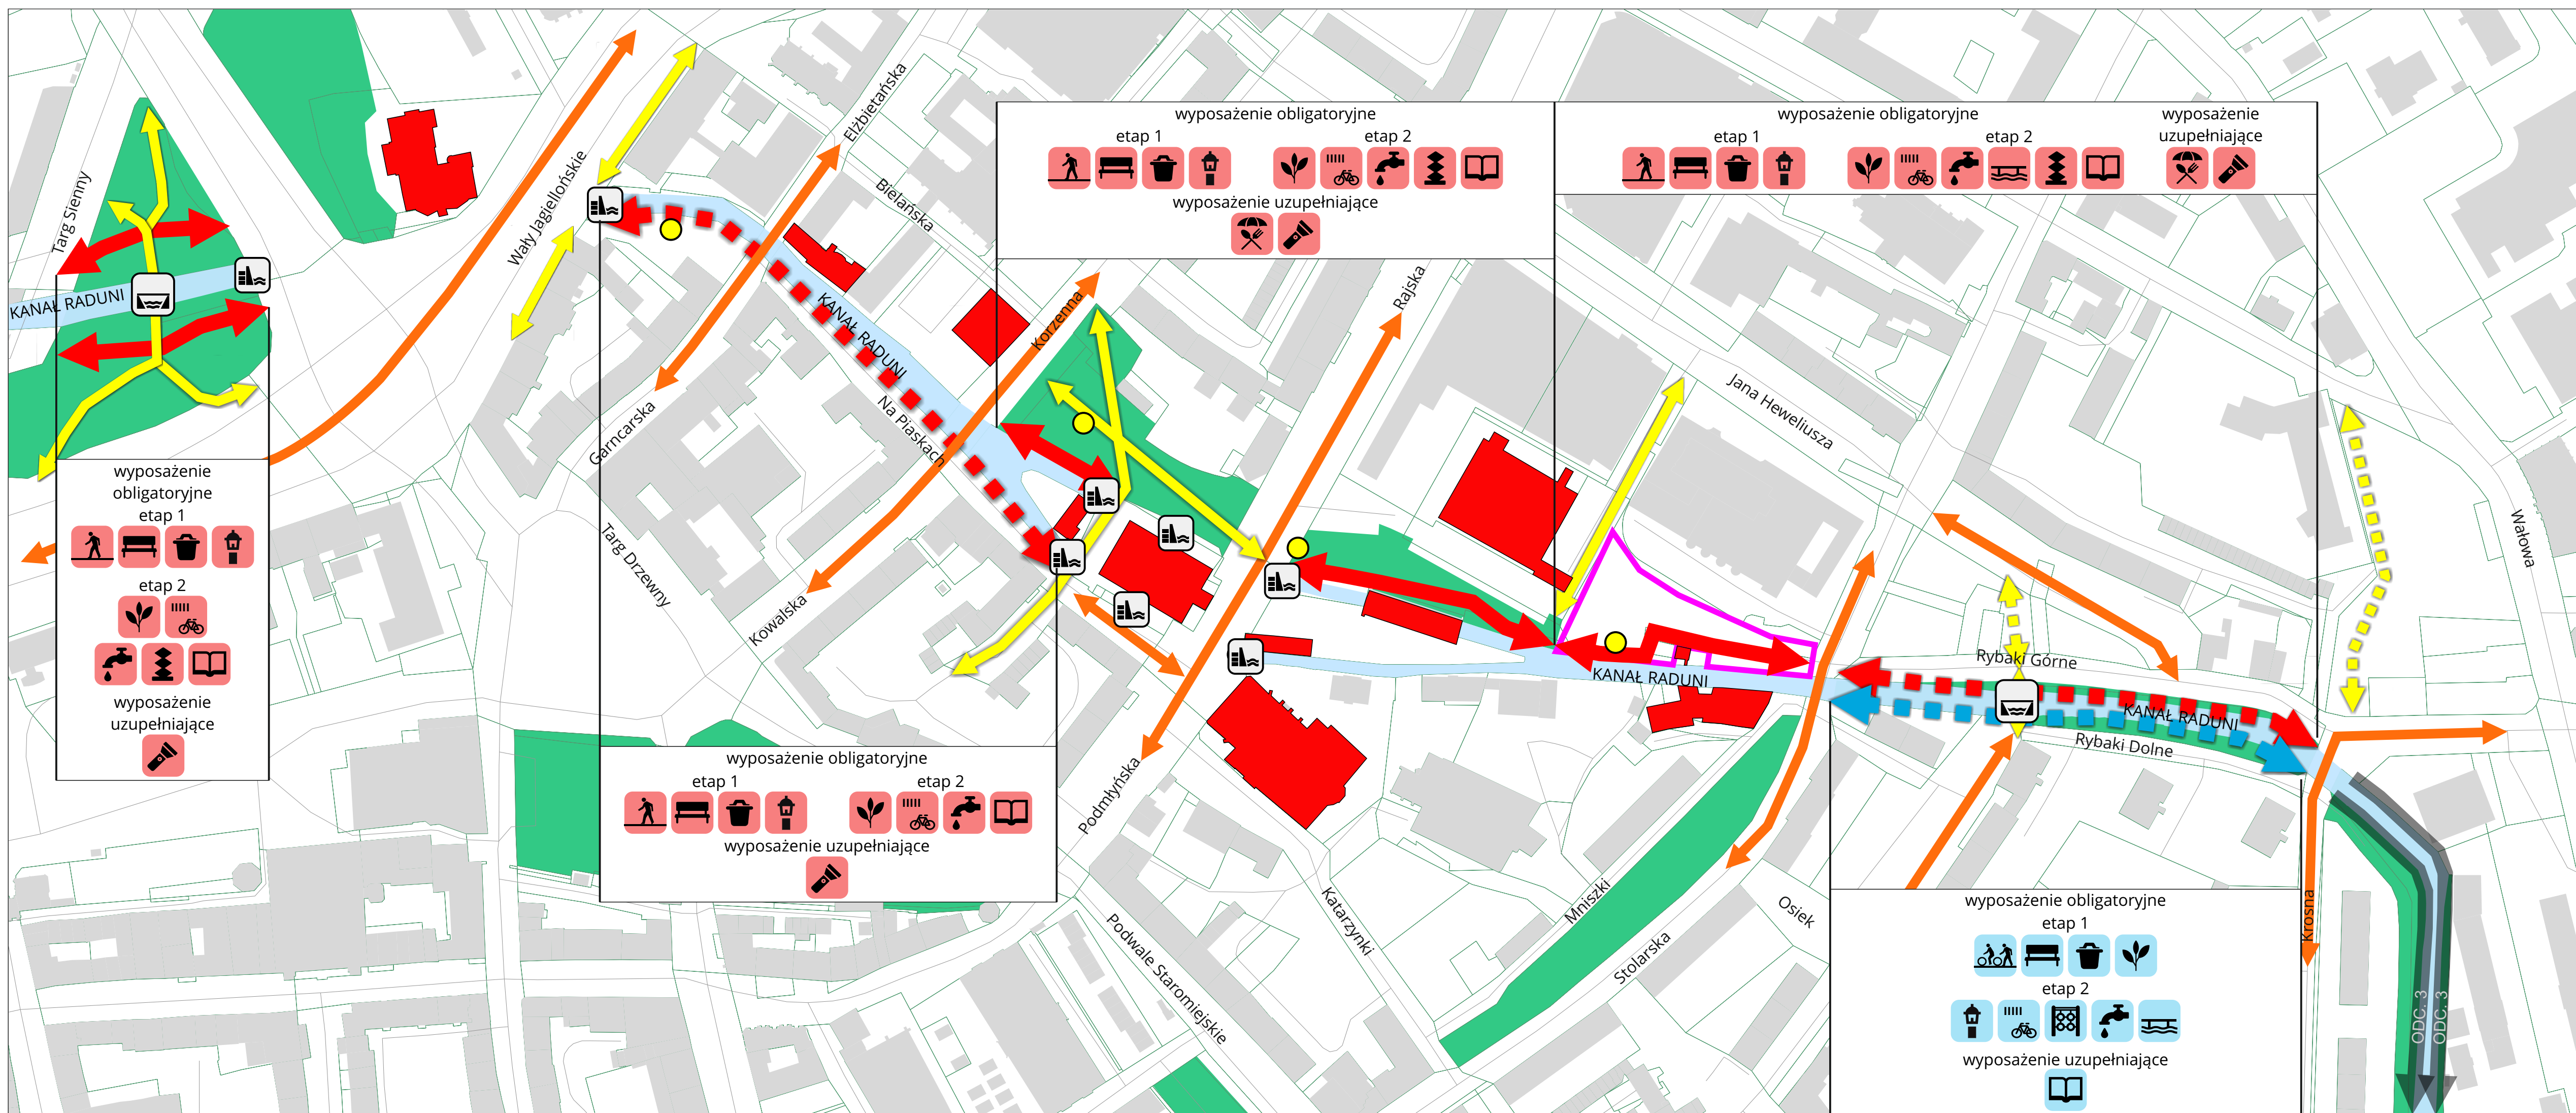 wyposażenie obligatoryjne
etap 1
etap 2
wyposażenie uzupełniające
wyposażenie obligatoryjne
etap 1
etap 2
wyposażenie
uzupełniające
Targ Sienny
Wały Jagiellońskie
Elżbietańska
Bielańska
KANAŁ RADUNI
KANAŁ RADUNI
Korzenna
Rajska
Jana Heweliusza
Garncarska
Na Piaskach
Targ Drzewny
Kowalska
Wałowa
wyposażenie
obligatoryjne
etap 1
etap 2
wyposażenie
uzupełniające
KANAŁ RADUNI
Rybaki Górne
KANAŁ RADUNI
Rybaki Dolne
wyposażenie obligatoryjne
etap 1
etap 2
wyposażenie uzupełniające
Podmłyńska
Podwale Staromiejskie
Katarzynki
Mniszki
Stolarska
Osiek
Krosna
wyposażenie obligatoryjne
etap 1
etap 2
wyposażenie uzupełniające
ODC. 3
ODC. 3